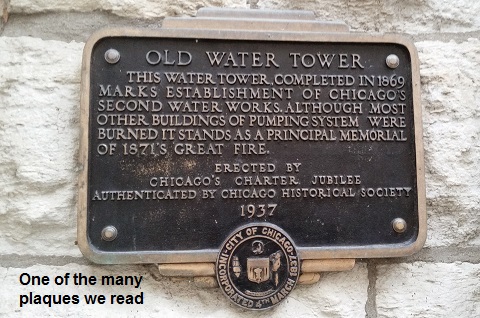 OLD WATER TOWER
THIS WATER TOWER, COMPLETED IN 1869
MARKS ESTABLISHMENT OF CHICAGO'S
SECOND WATER WORKS. ALTHOUGH MOST
OTHER BUILDINGS OF PUMPING SYSTEM WERE
BURNED IT STANDS AS A PRINCIPAL MEMORIAL
OF 1871'S GREAT FIRE.
ERECTED BY
CHICAGO'S CHARTER JUBILEE
AUTHENTICATED BY CHICAGO HISTORICAL SOCIETY
1937
CITY OF CHICAGO
INCORPORATED 4TH MARCH 1837
One of the many
plaques we read